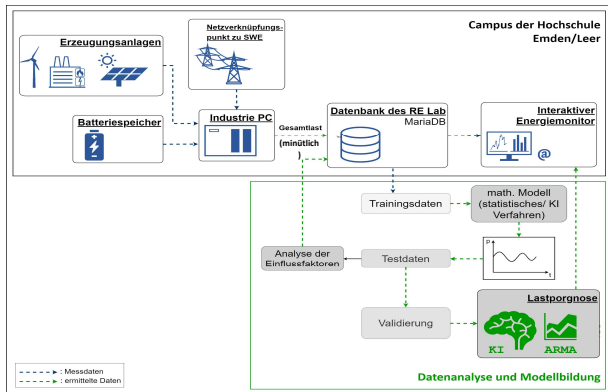 Campus der Hochschule
Emden/Leer
Erzeugungsanlagen
Netzverknüpfungs-
punkt zu SWE
Batteriespeicher
Industrie PC
Gesamtlast
(minütlich
)
Datenbank des RE Lab
MariaDB
Interaktiver
Energiemonitor
@
Trainingsdaten
math. Modell
(statistisches/ KI
Verfahren)
Analyse der
Einflussfaktoren
Testdaten
P
t
Validierung
Lastporgnose
KI
ARMA
: Messdaten
: ermittelte Daten
Datenanalyse und Modellbildung